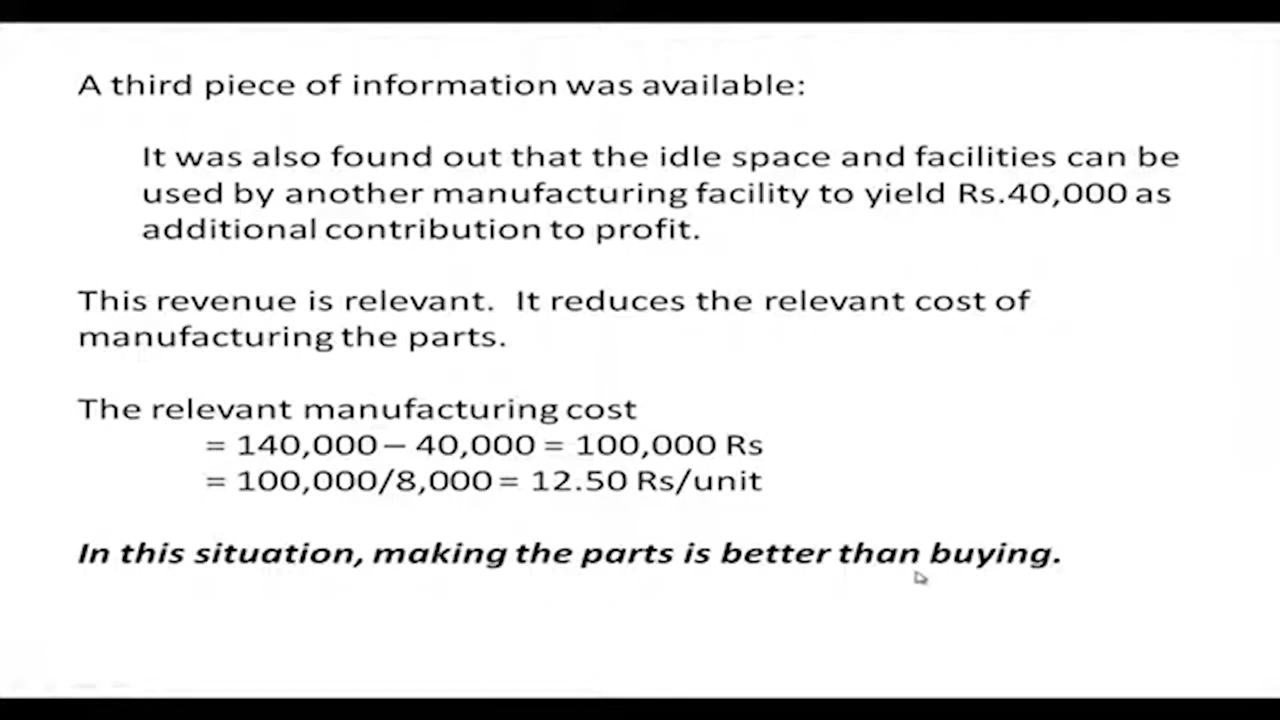 A third piece of information was available:
It was also found out that the idle space and facilities can be
used by another manufacturing facility to yield Rs.40,000 as
additional contribution to profit.
This revenue is relevant. It reduces the relevant cost of
manufacturing the parts.
The relevant manufacturing cost
= 140,000 – 40,000 = 100,000 Rs
= 100,000/8,000 = 12.50 Rs/unit
In this situation, making the parts is better than buying.